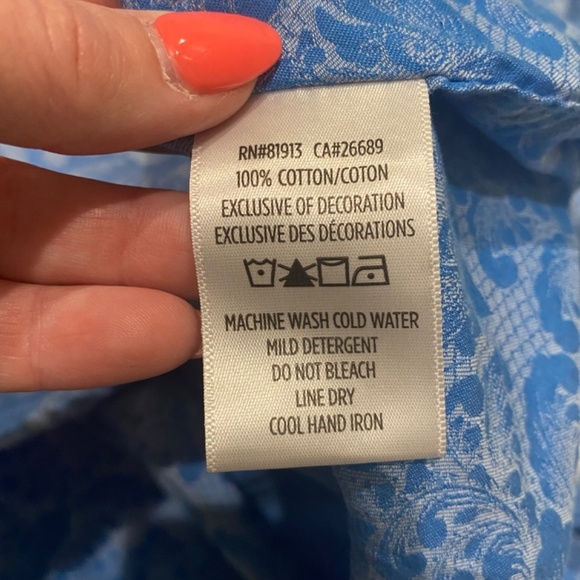 RN#81913 CA#26689
100% COTTON/COTON
EXCLUSIVE OF DECORATION
EXCLUSIVE DES DÉCORATIONS
MACHINE WASH COLD WATER
MILD DETERGENT
DO NOT BLEACH
LINE DRY
COOL HAND IRON